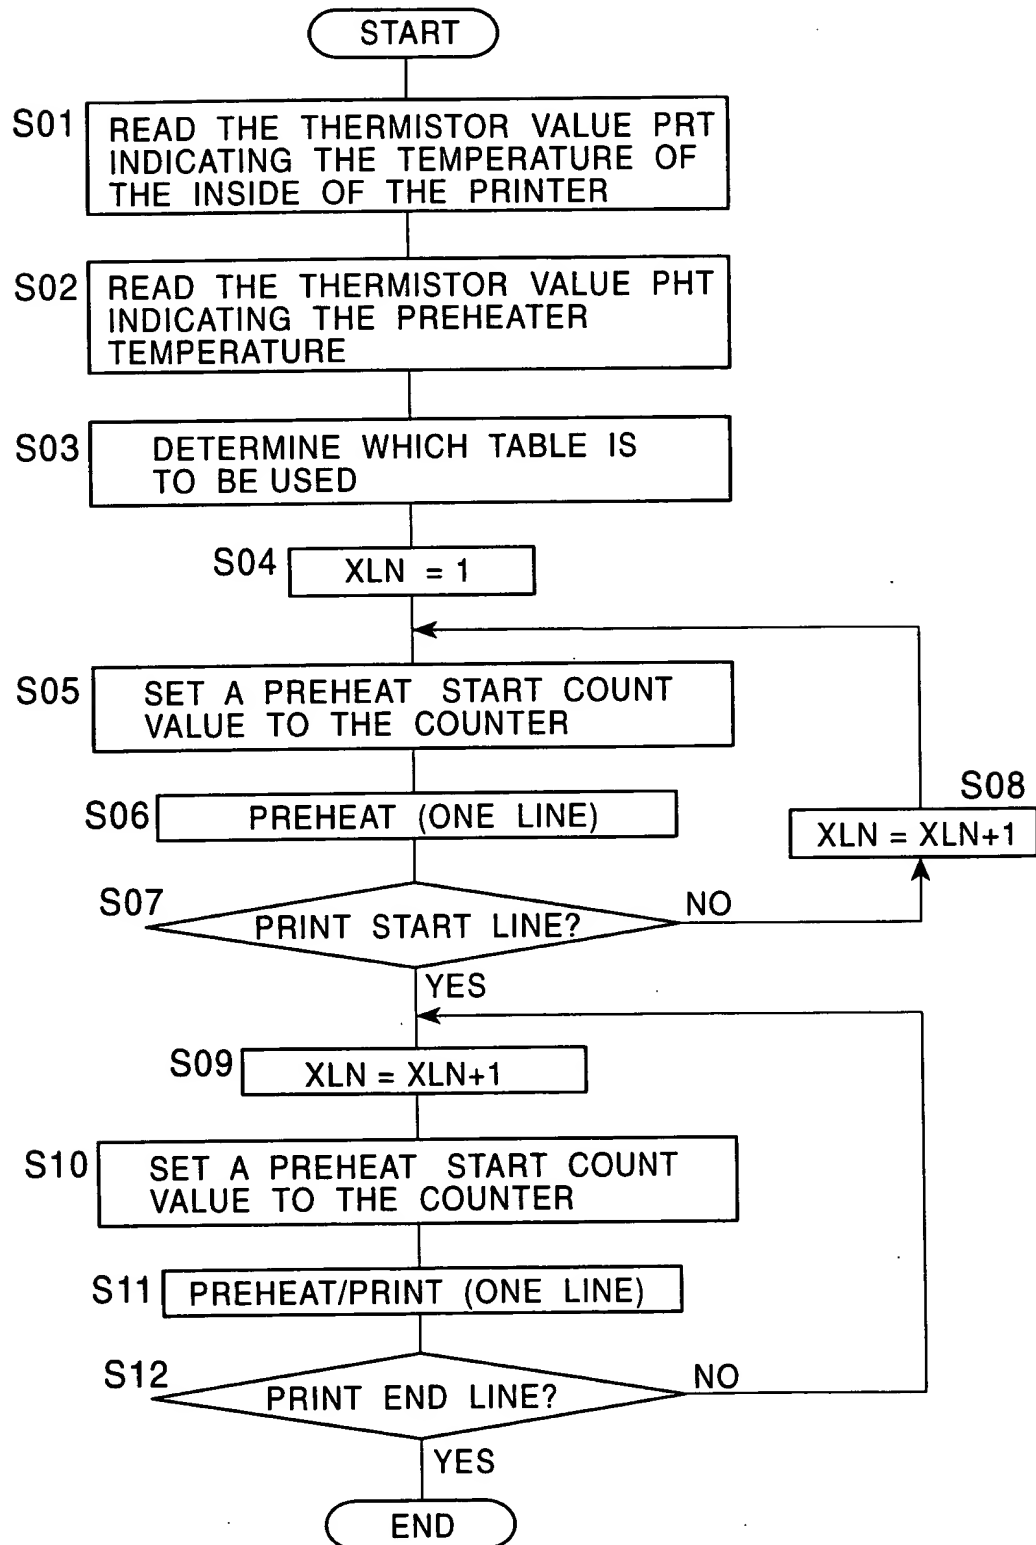 START
S01
READ THE THERMISTOR VALUE PRT
INDICATING THE TEMPERATURE OF
THE INSIDE OF THE PRINTER
S02
READ THE THERMISTOR VALUE PHT
INDICATING THE PREHEATER
TEMPERATURE
S03
DETERMINE WHICH TABLE IS
TO BE USED
S04
XLN = 1
S05
SET A PREHEAT START COUNT
VALUE TO THE COUNTER
S06
PREHEAT (ONE LINE)
S08
XLN = XLN+1
S07
PRINT START LINE?
NO
YES
S09
XLN = XLN+1
S10
SET A PREHEAT START COUNT
VALUE TO THE COUNTER
S11
PREHEAT/PRINT (ONE LINE)
S12
PRINT END LINE?
NO
YES
END